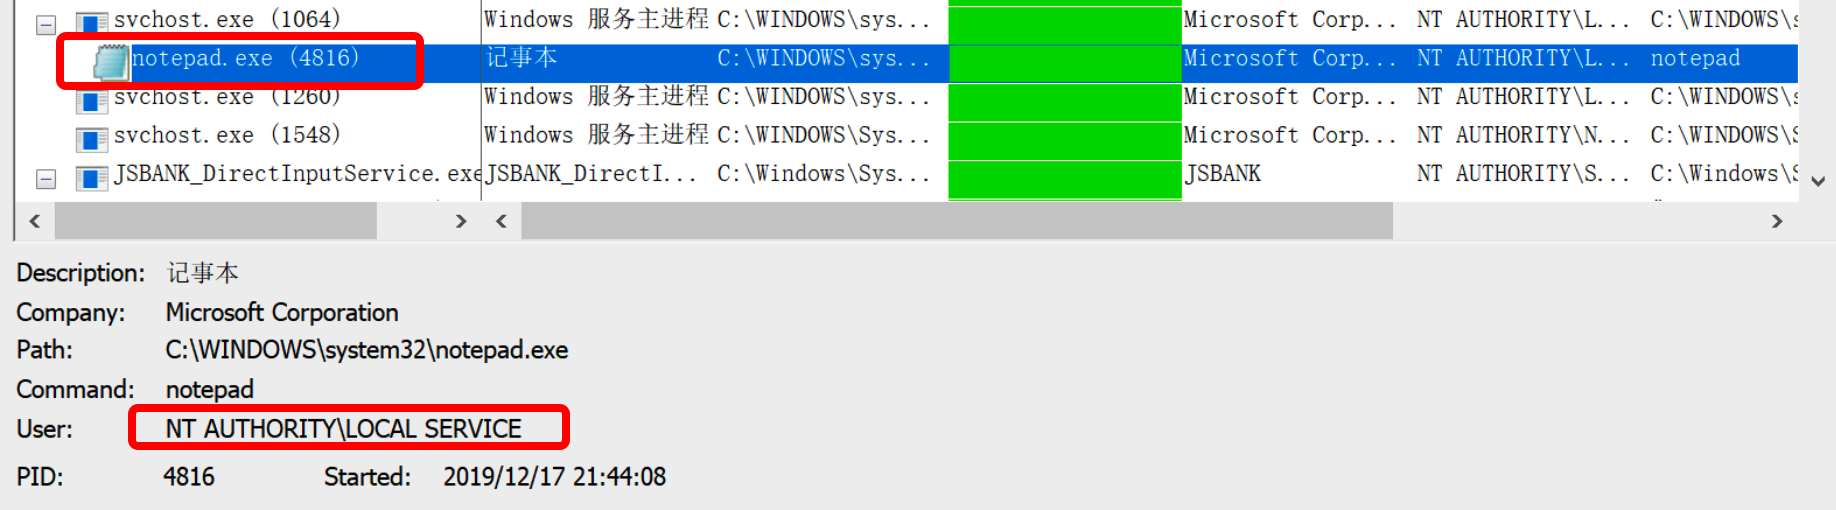 svchost.exe (1064) Windows 服务主进程 C:\WINDOWS\sys... Microsoft Corp... NT AUTHORITY\L... C:\WINDOWS\s
notepad.exe (4816) 记事本 C:\WINDOWS\sys... Microsoft Corp... NT AUTHORITY\L... notepad
svchost.exe (1260) Windows 服务主进程 C:\WINDOWS\sys... Microsoft Corp... NT AUTHORITY\L... C:\WINDOWS\s
svchost.exe (1548) Windows 服务主进程 C:\WINDOWS\Sys... Microsoft Corp... NT AUTHORITY\N... C:\WINDOWS\S
JSBANK_DirectInputService.exe JSBANK_DirectI... C:\Windows\Sys... JSBANK NT AUTHORITY\S... C:\Windows\S
Description: 记事本
Company: Microsoft Corporation
Path: C:\WINDOWS\system32\notepad.exe
Command: notepad
User: NT AUTHORITY\LOCAL SERVICE
PID: 4816 Started: 2019/12/17 21:44:08